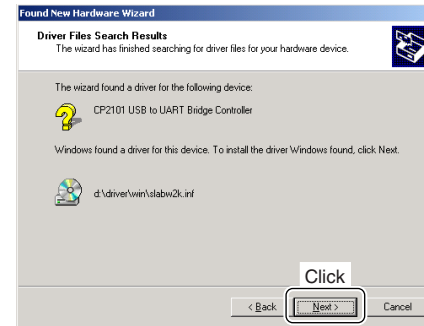 Found New Hardware Wizard
Driver Files Search Results
The wizard has finished searching for driver files for your hardware device.
The wizard found a driver for the following device:
CP2101 USB to UART Bridge Controller
Windows found a driver for this device. To install the driver Windows found, click Next.
d:\driver\win\slabw2k.inf
Click
< Back Next > Cancel